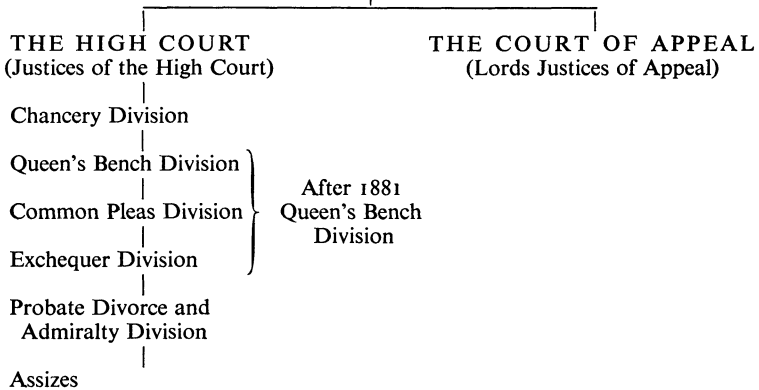 THE HIGH COURT
(Justices of the High Court)
THE COURT OF APPEAL
(Lords Justices of Appeal)
Chancery Division
Queen's Bench Division
Common Pleas Division
Exchequer Division
After 1881
Queen's Bench
Division
Probate Divorce and
Admiralty Division
Assizes